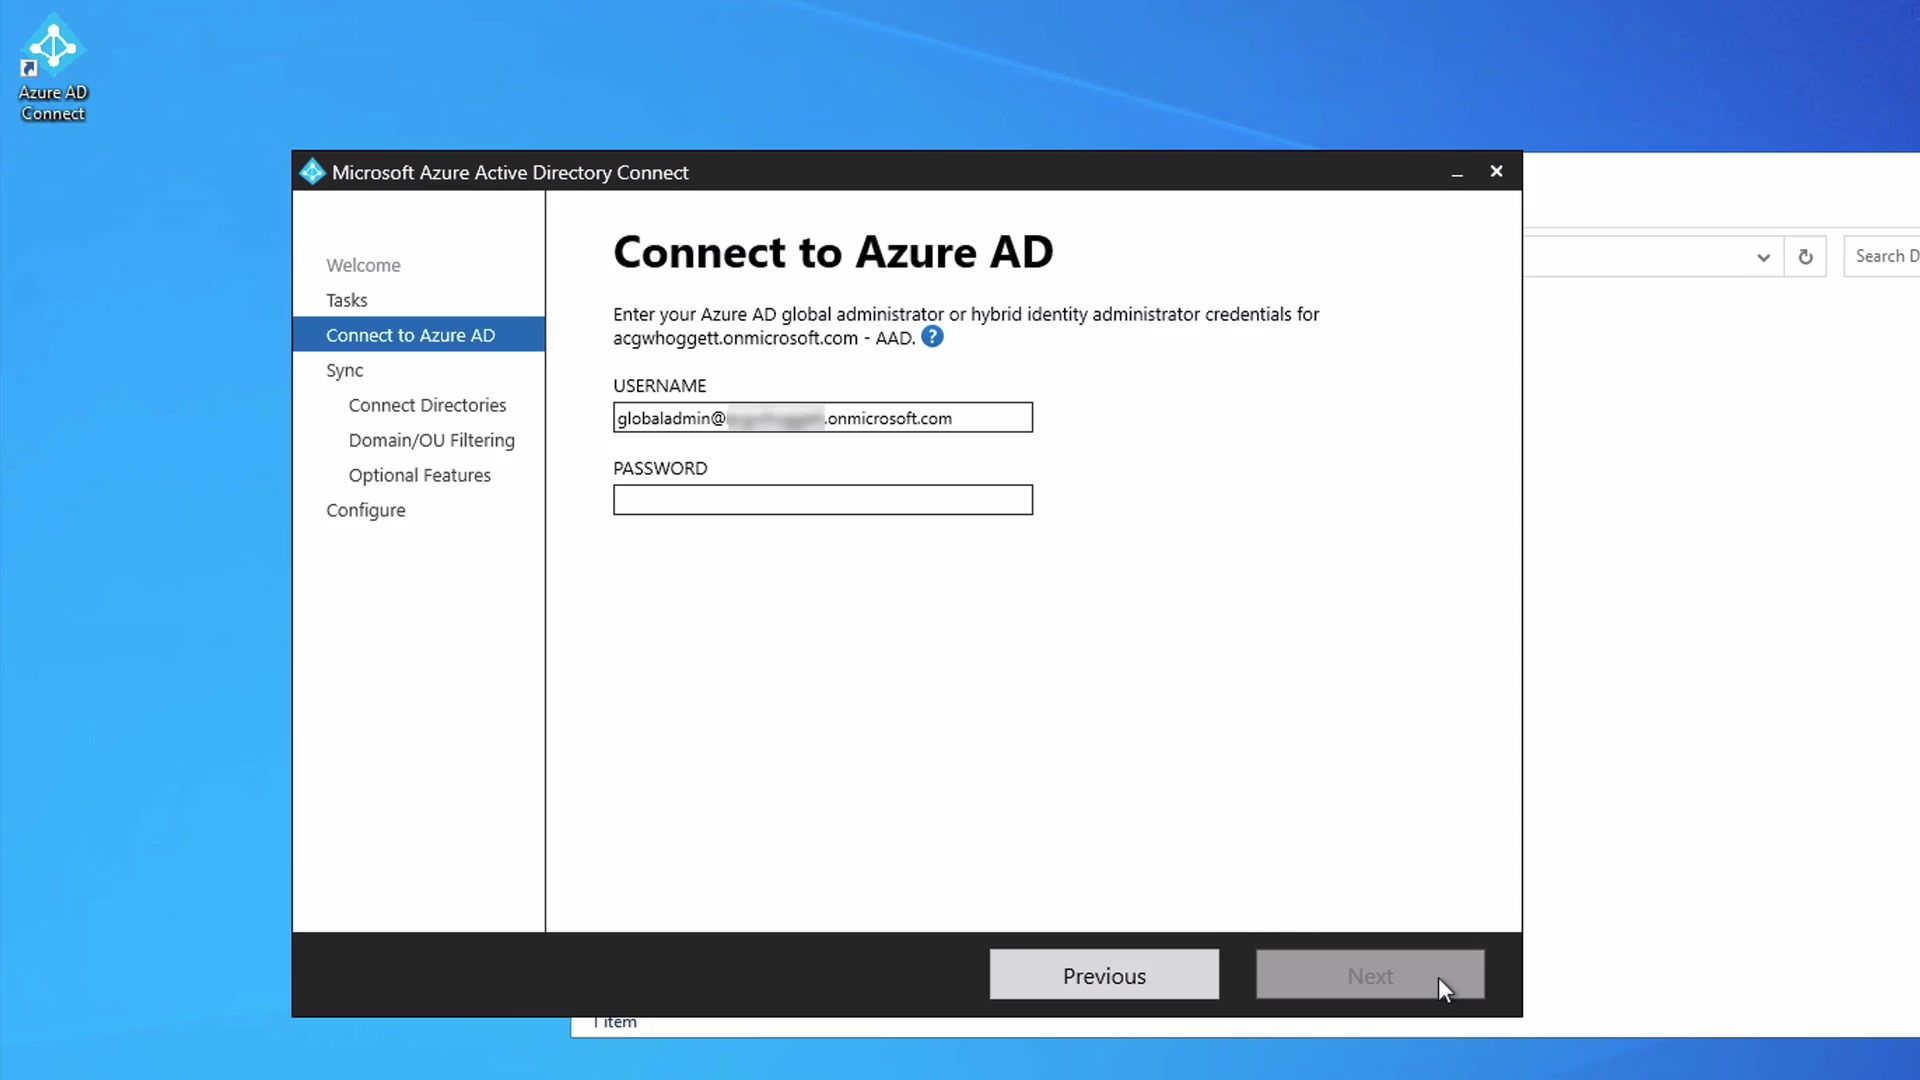 Azure AD
Connect
Microsoft Azure Active Directory Connect
Welcome
Tasks
Connect to Azure AD
Sync
Connect Directories
Domain/OU Filtering
Optional Features
Configure
Connect to Azure AD
Enter your Azure AD global administrator or hybrid identity administrator credentials for
acgwhoggett.onmicrosoft.com - AAD. ?
USERNAME
globaladmin@ .onmicrosoft.com
PASSWORD
Previous
Next
Search D
1 item